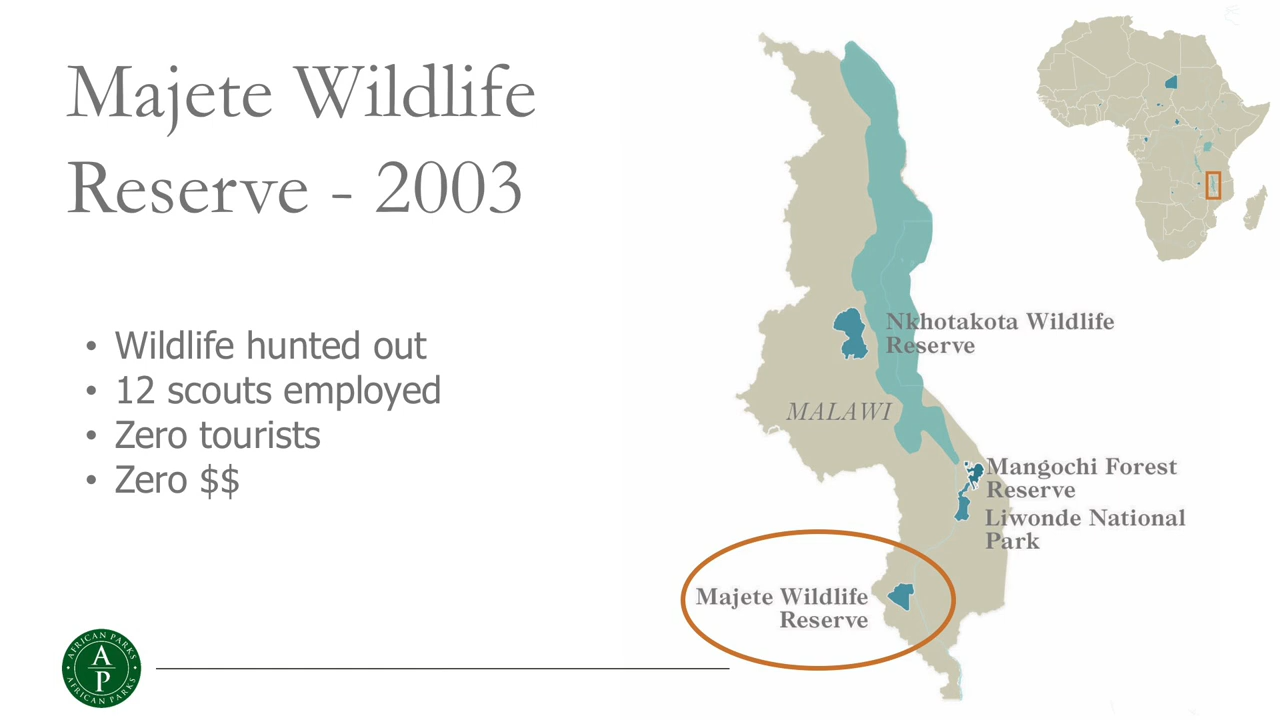 Majete Wildlife
Reserve - 2003
• Wildlife hunted out
• 12 scouts employed
• Zero tourists
• Zero $$
Nkhotakota Wildlife
Reserve
MALAWI
Mangochi Forest
Reserve
Liwonde National
Park
Majete Wildlife
Reserve
AFRICAN PARKS
A
P
AFRICAN PARKS